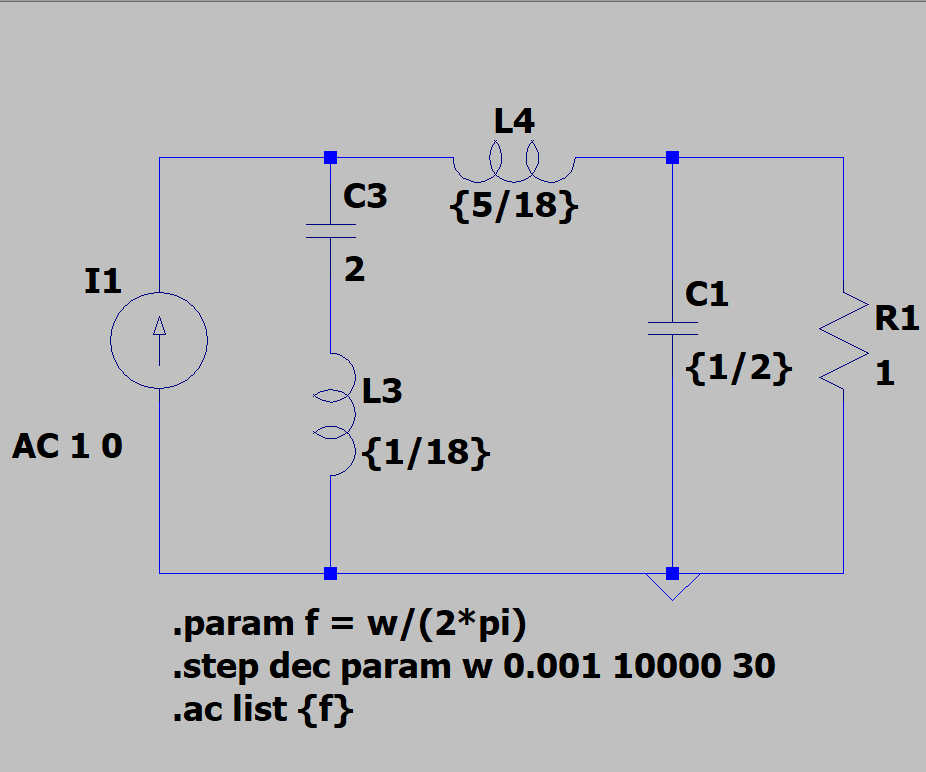 L4
{5/18}
C3
2
I1
C1
{1/2}
R1
1
L3
{1/18}
AC 1 0
.param f = w/(2*pi)
.step dec param w 0.001 10000 30
.ac list {f}